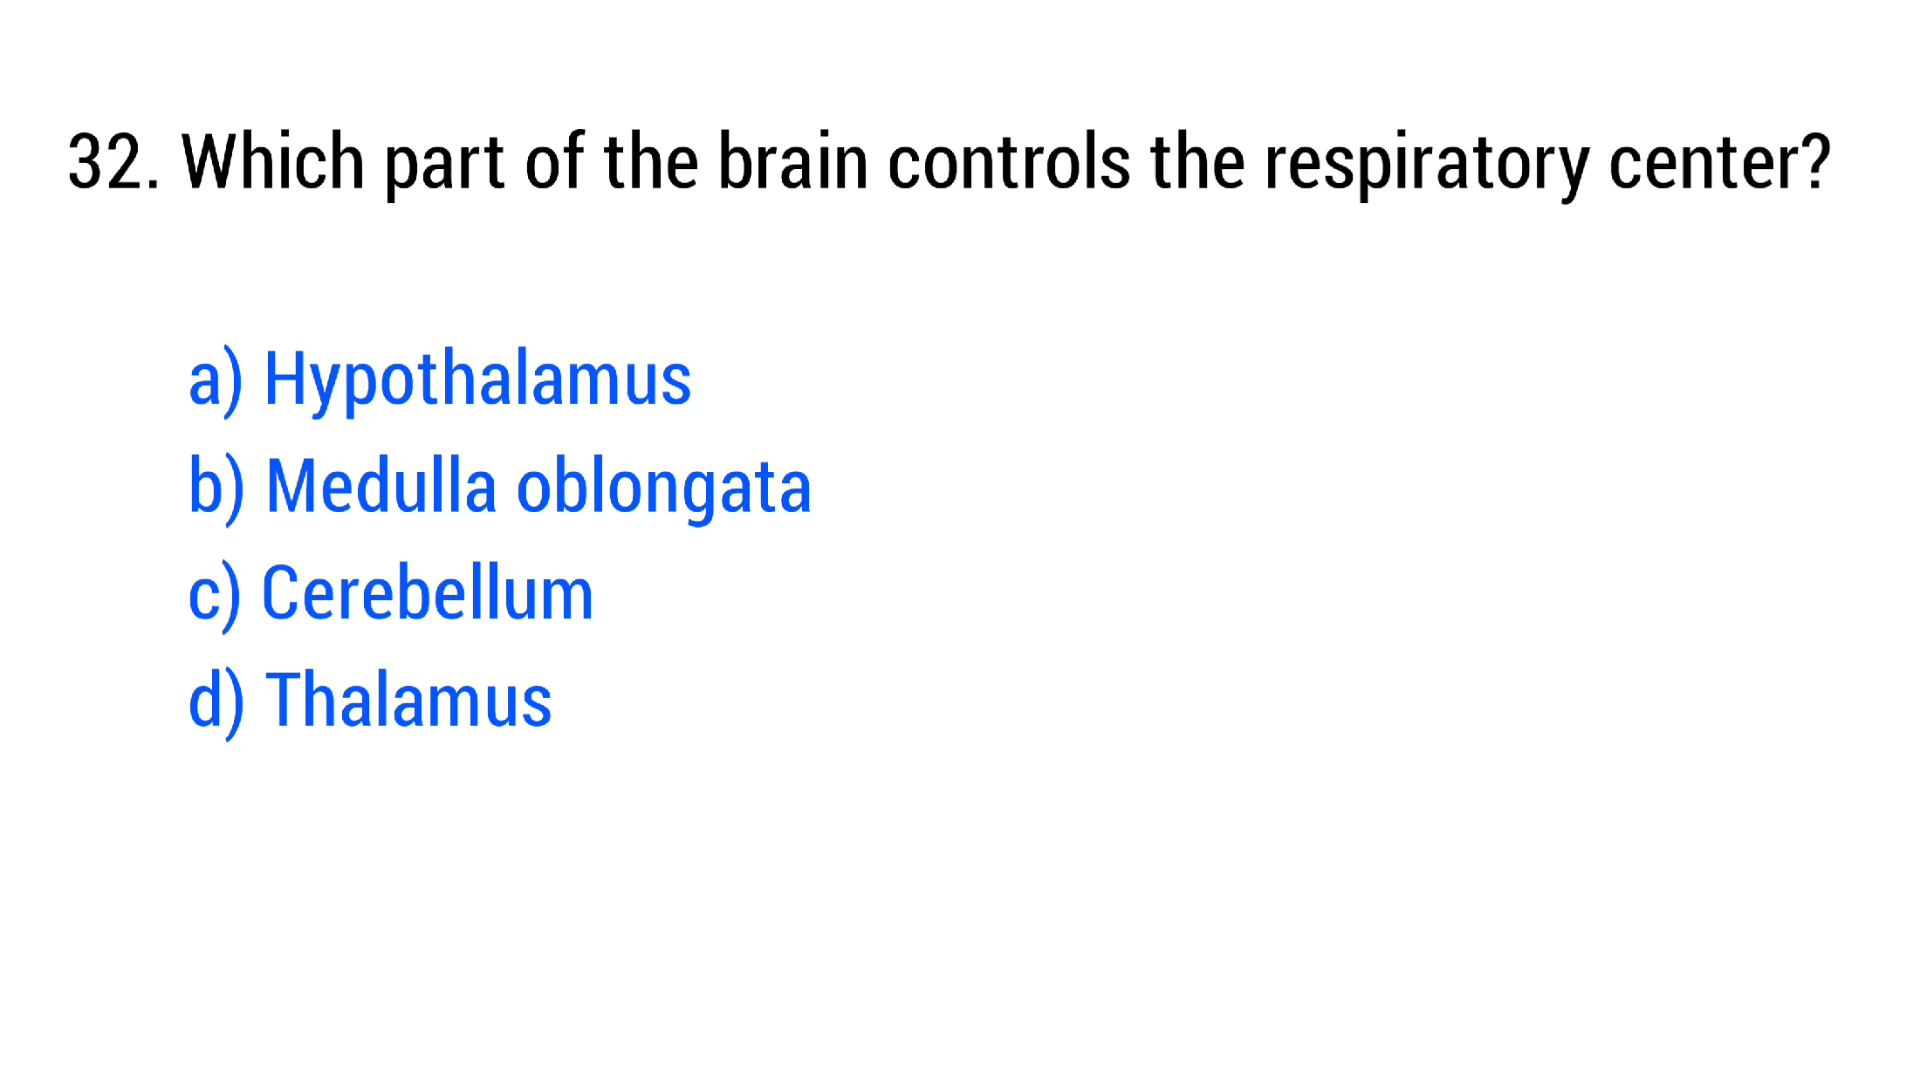 32. Which part of the brain controls the respiratory center?
a) Hypothalamus
b) Medulla oblongata
c) Cerebellum
d) Thalamus